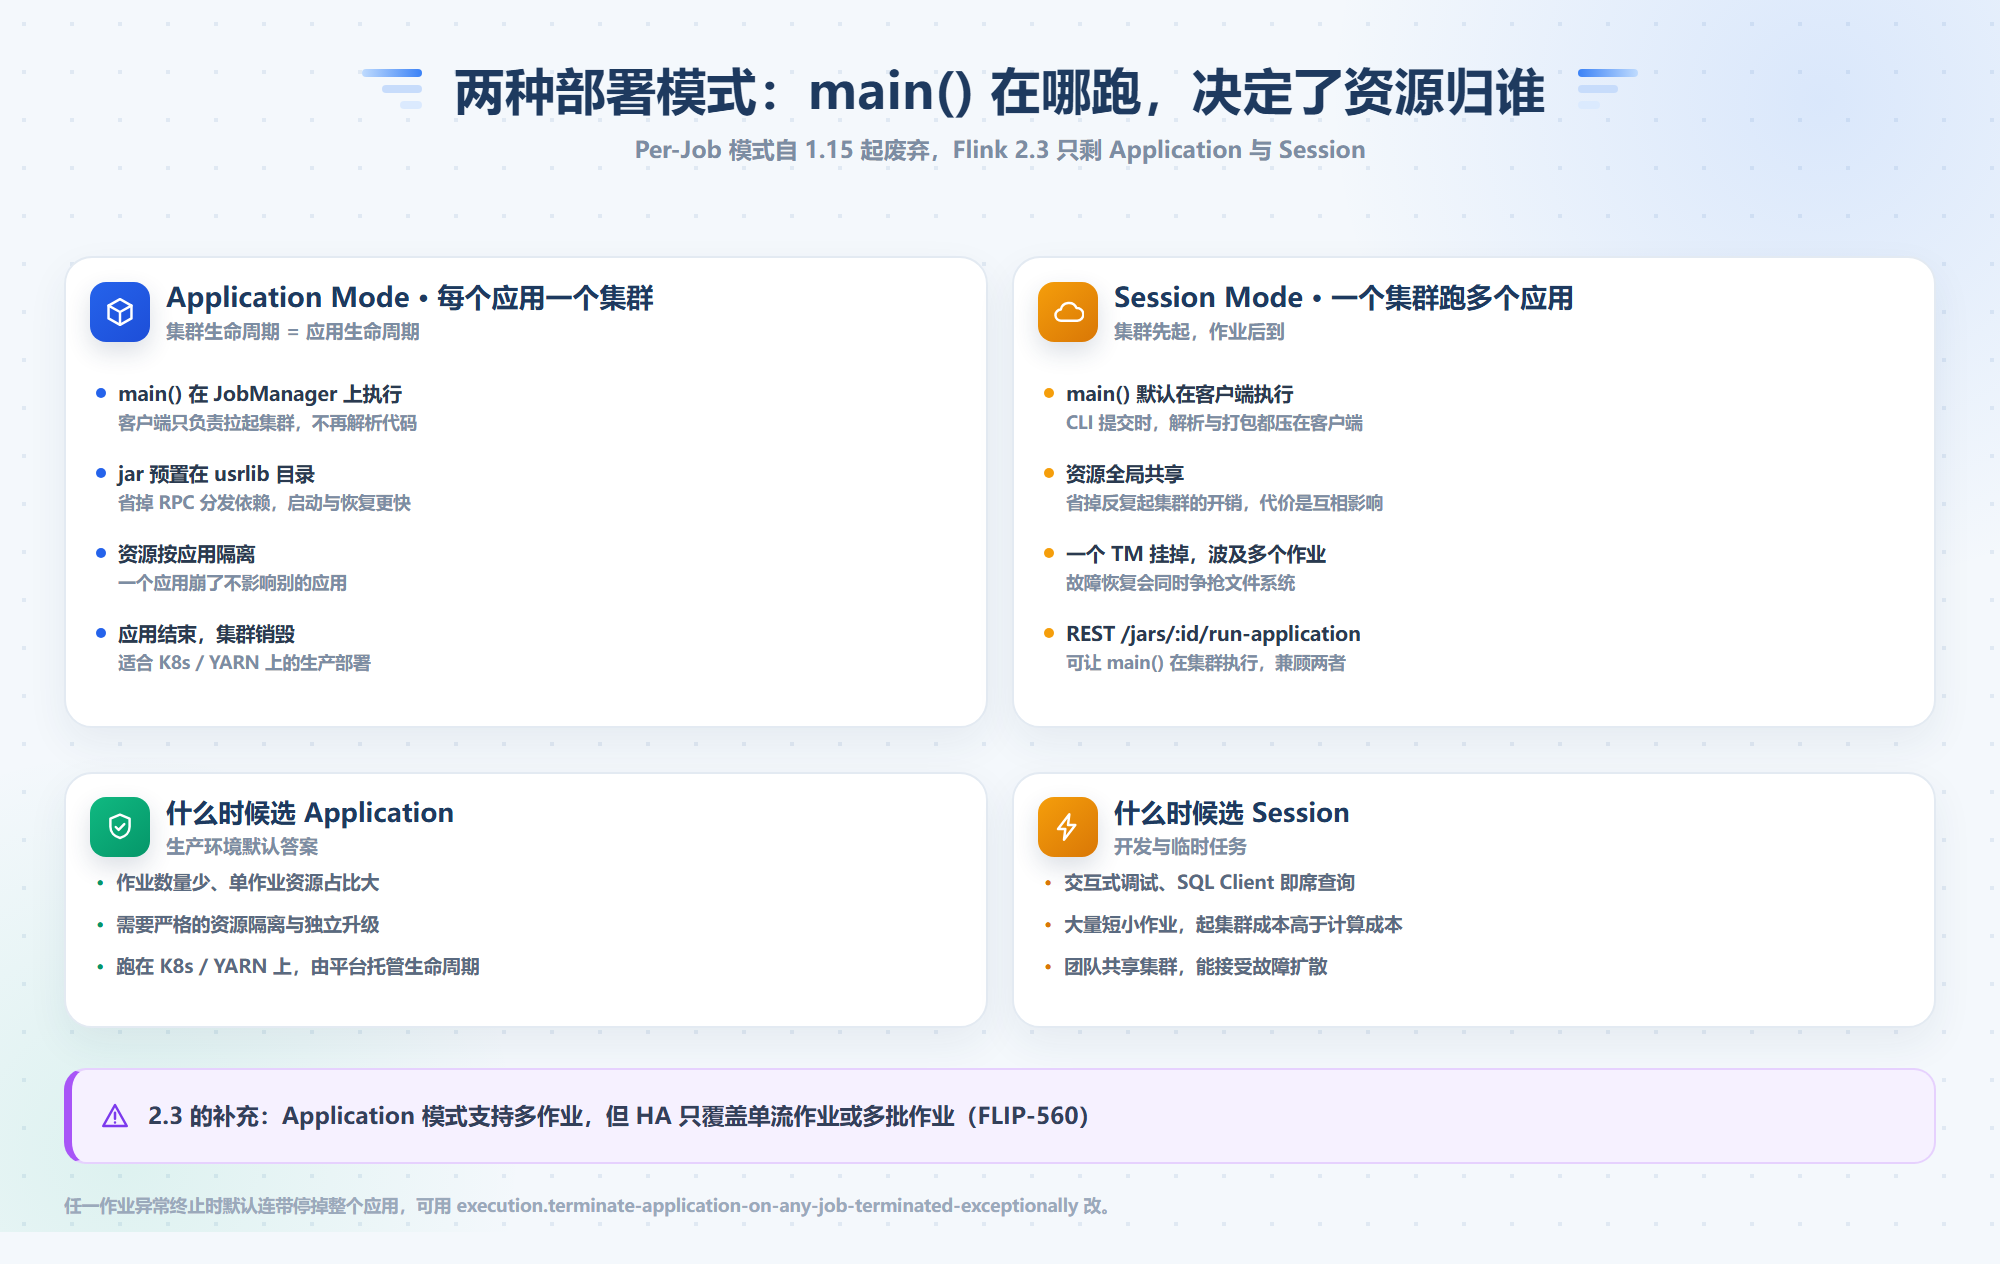 两种部署模式：main() 在哪跑，决定了资源归谁
Per-Job 模式自 1.15 起废弃，Flink 2.3 只剩 Application 与 Session
Application Mode • 每个应用一个集群
集群生命周期 = 应用生命周期
main() 在 JobManager 上执行
客户端只负责拉起集群，不再解析代码
jar 预置在 usrlib 目录
省掉 RPC 分发依赖，启动与恢复更快
资源按应用隔离
一个应用崩了不影响别的应用
应用结束，集群销毁
适合 K8s / YARN 上的生产部署
Session Mode • 一个集群跑多个应用
集群先起，作业后到
main() 默认在客户端执行
CLI 提交时，解析与打包都压在客户端
资源全局共享
省掉反复起集群的开销，代价是互相影响
一个 TM 挂掉，波及多个作业
故障恢复会同时争抢文件系统
REST /jars/:id/run-application
可让 main() 在集群执行，兼顾两者
什么时候选 Application
生产环境默认答案
• 作业数量少、单作业资源占比大
• 需要严格的资源隔离与独立升级
• 跑在 K8s / YARN 上，由平台托管生命周期
什么时候选 Session
开发与临时任务
• 交互式调试、SQL Client 即席查询
• 大量短小作业，起集群成本高于计算成本
• 团队共享集群，能接受故障扩散
2.3 的补充：Application 模式支持多作业，但 HA 只覆盖单流作业或多批作业（FLIP-560）
任一作业异常终止时默认连带停掉整个应用，可用 execution.terminate-application-on-any-job-terminated-exceptionally 改。